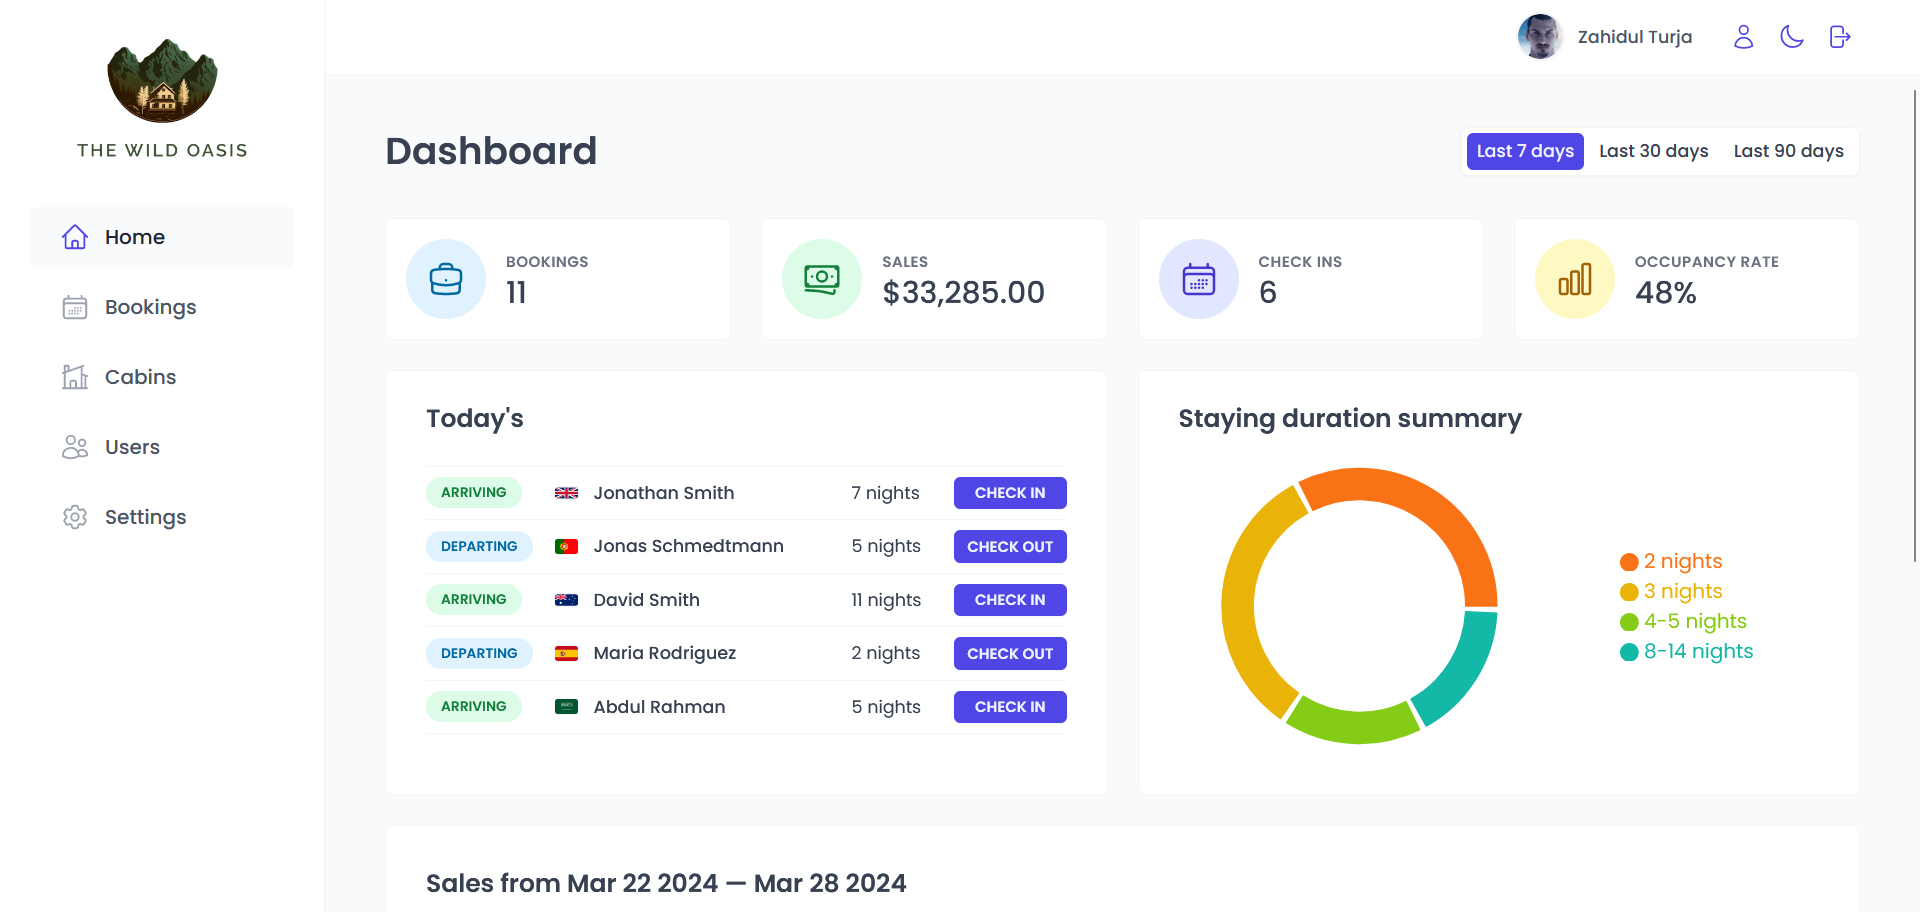 THE WILD OASIS
Home
Bookings
Cabins
Users
Settings
Zahidul Turja
Dashboard
Last 7 days Last 30 days Last 90 days
BOOKINGS
11
SALES
$33,285.00
CHECK INS
6
OCCUPANCY RATE
48%
Today's
ARRIVING Jonathan Smith 7 nights CHECK IN
DEPARTING Jonas Schmedtmann 5 nights CHECK OUT
ARRIVING David Smith 11 nights CHECK IN
DEPARTING Maria Rodriguez 2 nights CHECK OUT
ARRIVING Abdul Rahman 5 nights CHECK IN
Staying duration summary
2 nights
3 nights
4-5 nights
8-14 nights
Sales from Mar 22 2024 — Mar 28 2024